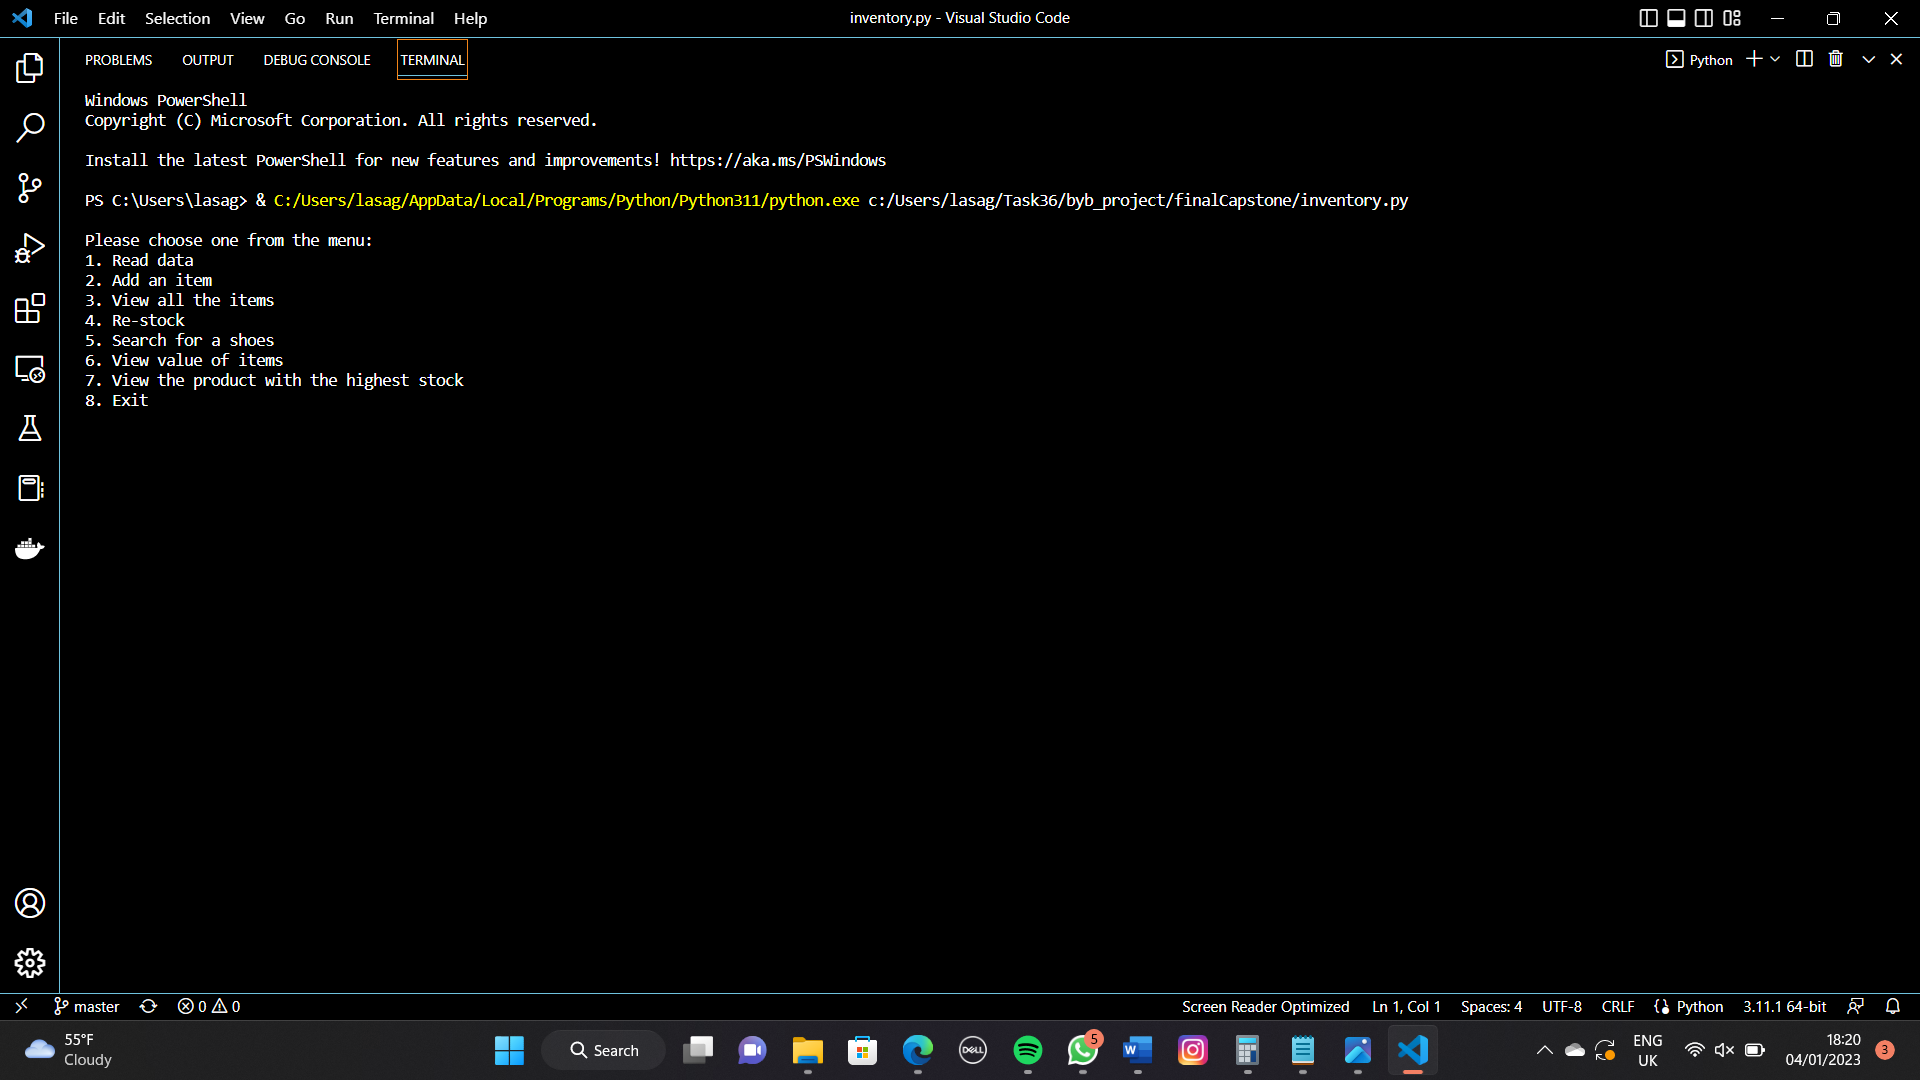 File Edit Selection View Go Run Terminal Help
inventory.py - Visual Studio Code
PROBLEMS OUTPUT DEBUG CONSOLE TERMINAL
Python
Windows PowerShell
Copyright (C) Microsoft Corporation. All rights reserved.
Install the latest PowerShell for new features and improvements! https://aka.ms/PSWindows
PS C:\Users\lasag> & C:/Users/lasag/AppData/Local/Programs/Python/Python311/python.exe c:/Users/lasag/Task36/byb_project/finalCapstone/inventory.py
Please choose one from the menu:
1. Read data
2. Add an item
3. View all the items
4. Re-stock
5. Search for a shoes
6. View value of items
7. View the product with the highest stock
8. Exit
master 0 0
Screen Reader Optimized Ln 1, Col 1 Spaces: 4 UTF-8 CRLF Python 3.11.1 64-bit
55°F
Cloudy
Search
DELL
5
W
ENG
UK
18:20
04/01/2023
3